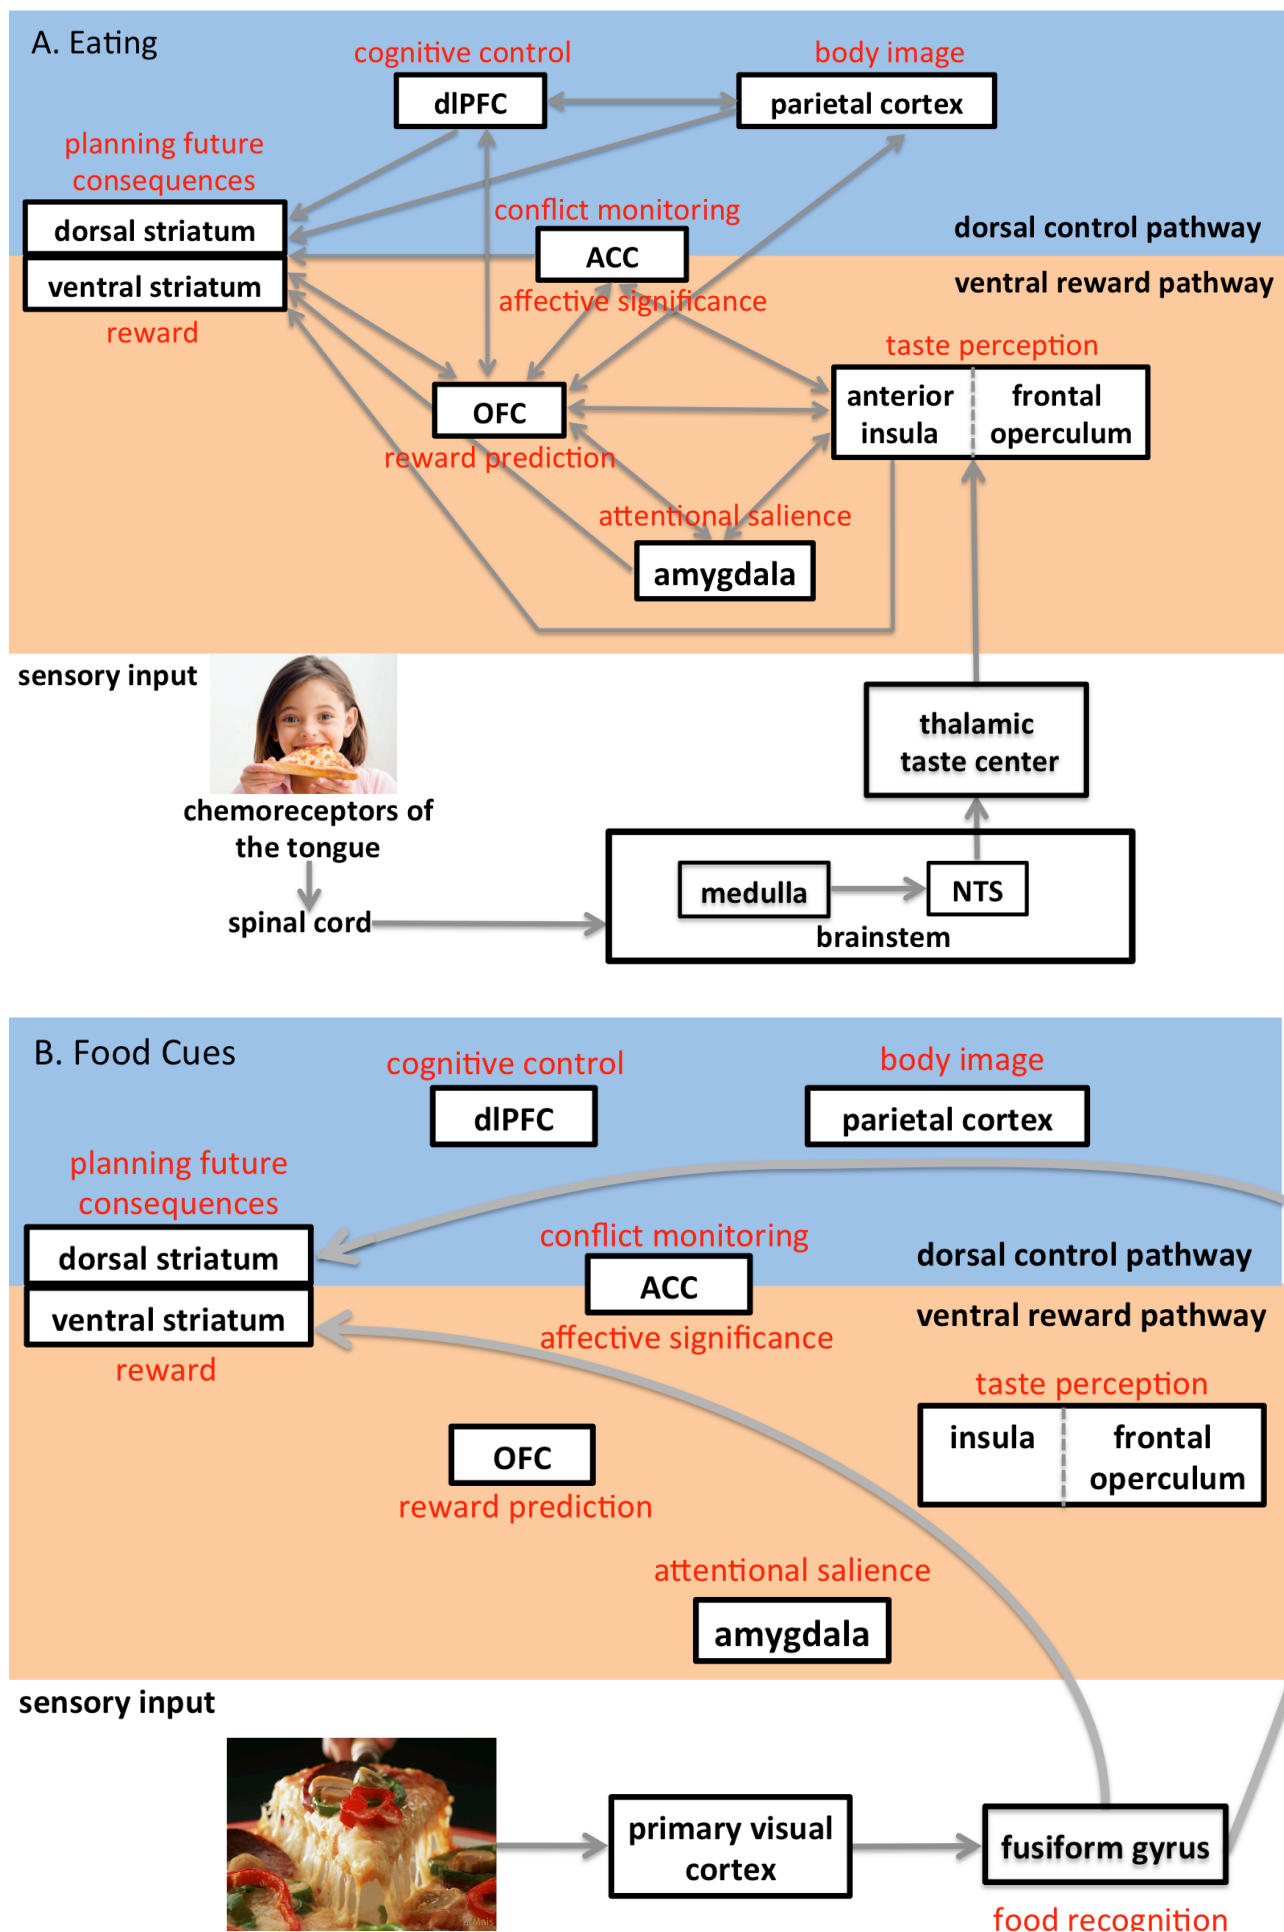 A. Eating
cognitive control
body image
dlPFC
parietal cortex
planning future
consequences
dorsal striatum
conflict monitoring
ACC
dorsal control pathway
ventral striatum
ventral reward pathway
affective significance
reward
taste perception
anterior
insula
frontal
operculum
OFC
reward prediction
attentional salience
amygdala
sensory input
thalamic
taste center
chemoreceptors of
the tongue
spinal cord
medulla
NTS
brainstem
B. Food Cues
cognitive control
body image
dlPFC
parietal cortex
planning future
consequences
dorsal striatum
conflict monitoring
ACC
dorsal control pathway
ventral striatum
ventral reward pathway
affective significance
reward
taste perception
insula
frontal
operculum
OFC
reward prediction
attentional salience
amygdala
sensory input
primary visual
cortex
fusiform gyrus
food recognition